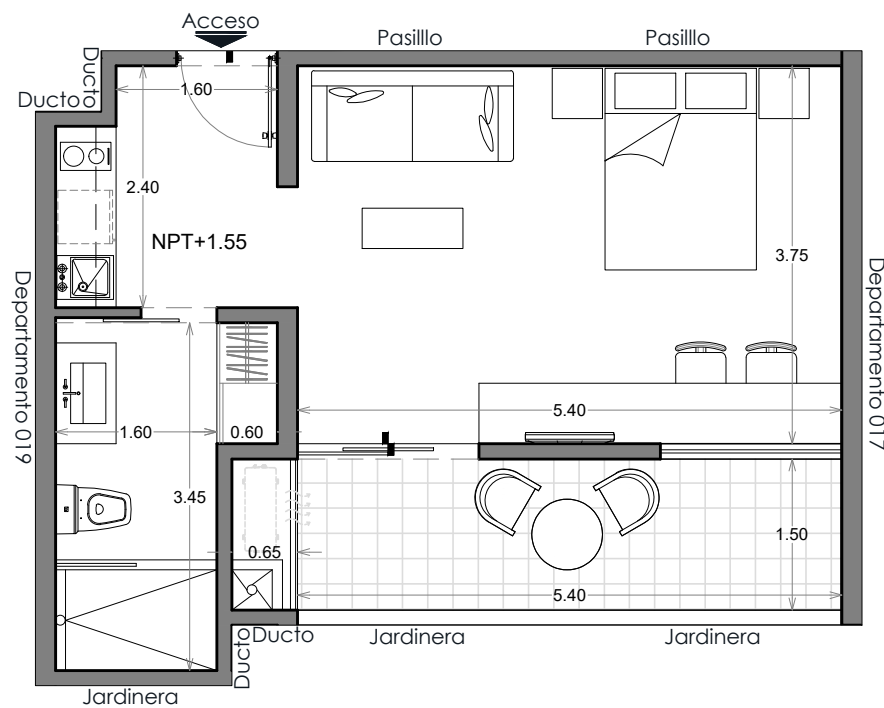 Acceso
Pasilllo
Pasilllo
Ducto
Ducto
1.60
2.40
NPT+1.55
3.75
Departamento 019
Departamento 017
5.40
1.60
0.60
3.45
0.65
1.50
5.40
Ducto
Ducto
Jardinera
Jardinera
Jardinera